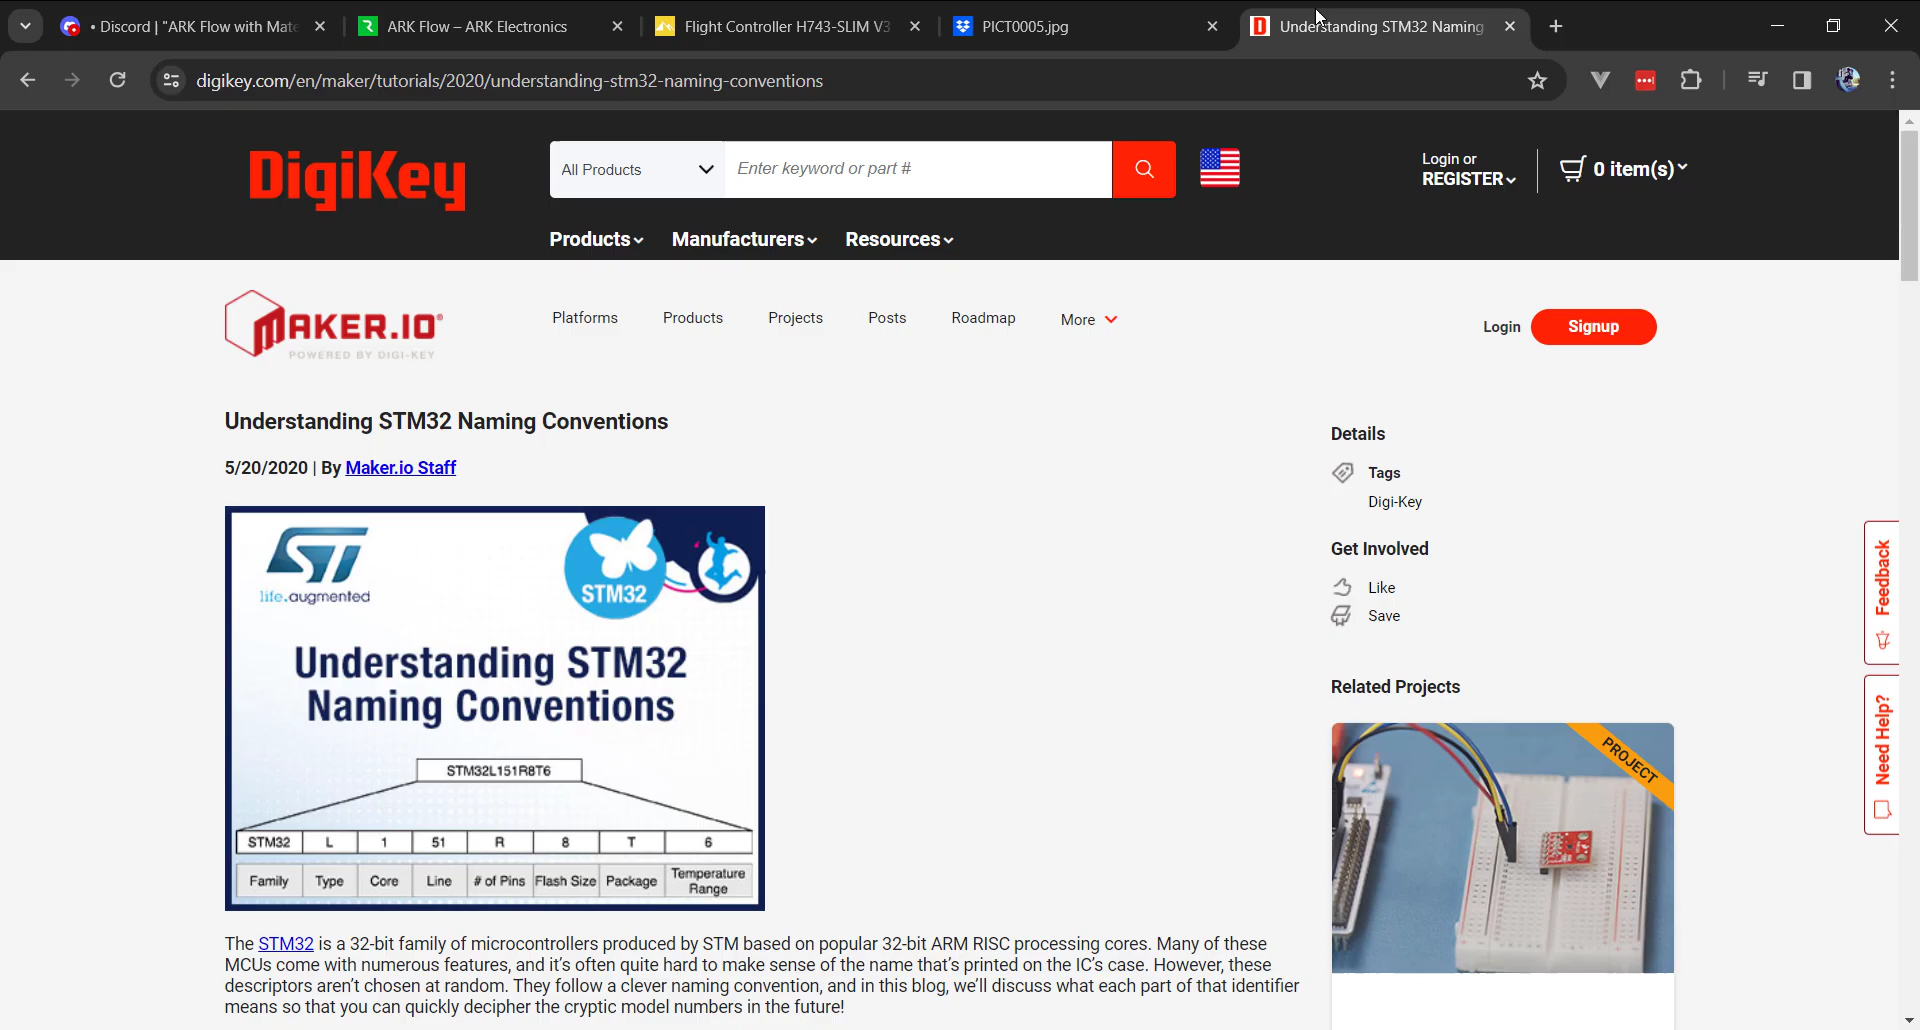 • Discord | "ARK Flow with Mate
ARK Flow – ARK Electronics
Flight Controller H743-SLIM V3
PICT0005.jpg
Understanding STM32 Naming
digikey.com/en/maker/tutorials/2020/understanding-stm32-naming-conventions
DigiKey
All Products
Enter keyword or part #
Login or
REGISTER
0 item(s)
Products
Manufacturers
Resources
MAKER.IO®
POWERED BY DIGI-KEY
Platforms
Products
Projects
Posts
Roadmap
More
Login
Signup
Understanding STM32 Naming Conventions
5/20/2020 | By Maker.io Staff
ST
life.augmented
STM32
Understanding STM32
Naming Conventions
STM32L151R8T6
STM32 L 1 51 R 8 T 6
Family Type Core Line # of Pins Flash Size Package Temperature Range
The STM32 is a 32-bit family of microcontrollers produced by STM based on popular 32-bit ARM RISC processing cores. Many of these
MCUs come with numerous features, and it's often quite hard to make sense of the name that's printed on the IC's case. However, these
descriptors aren't chosen at random. They follow a clever naming convention, and in this blog, we'll discuss what each part of that identifier
means so that you can quickly decipher the cryptic model numbers in the future!
Details
Tags
Digi-Key
Get Involved
Like
Save
Related Projects
PROJECT
Feedback
Need Help?